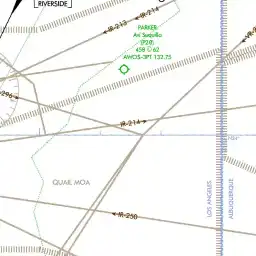 RIVERSIDE
IR-213
IR-214
PARKER
Avi Suquilla
(P20)
458 L 62
AWOS-3PT 132.75
IR-214
-296
QUAIL MOA
LOS ANGELES
ALBUQUERQUE
IR-250